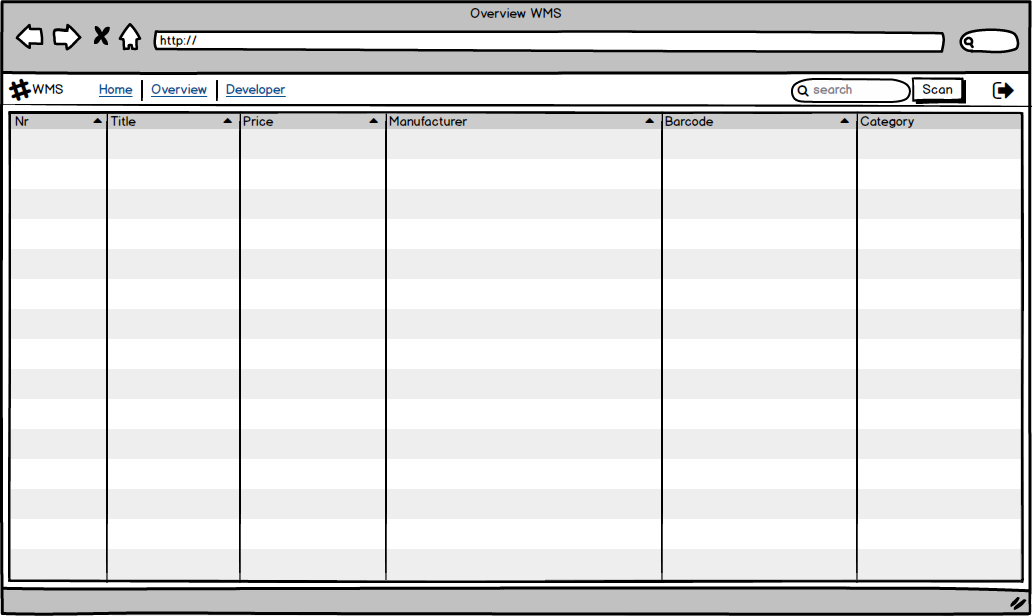 Overview WMS
http://
WMS Home Overview Developer search Scan
Nr Title Price Manufacturer Barcode Category